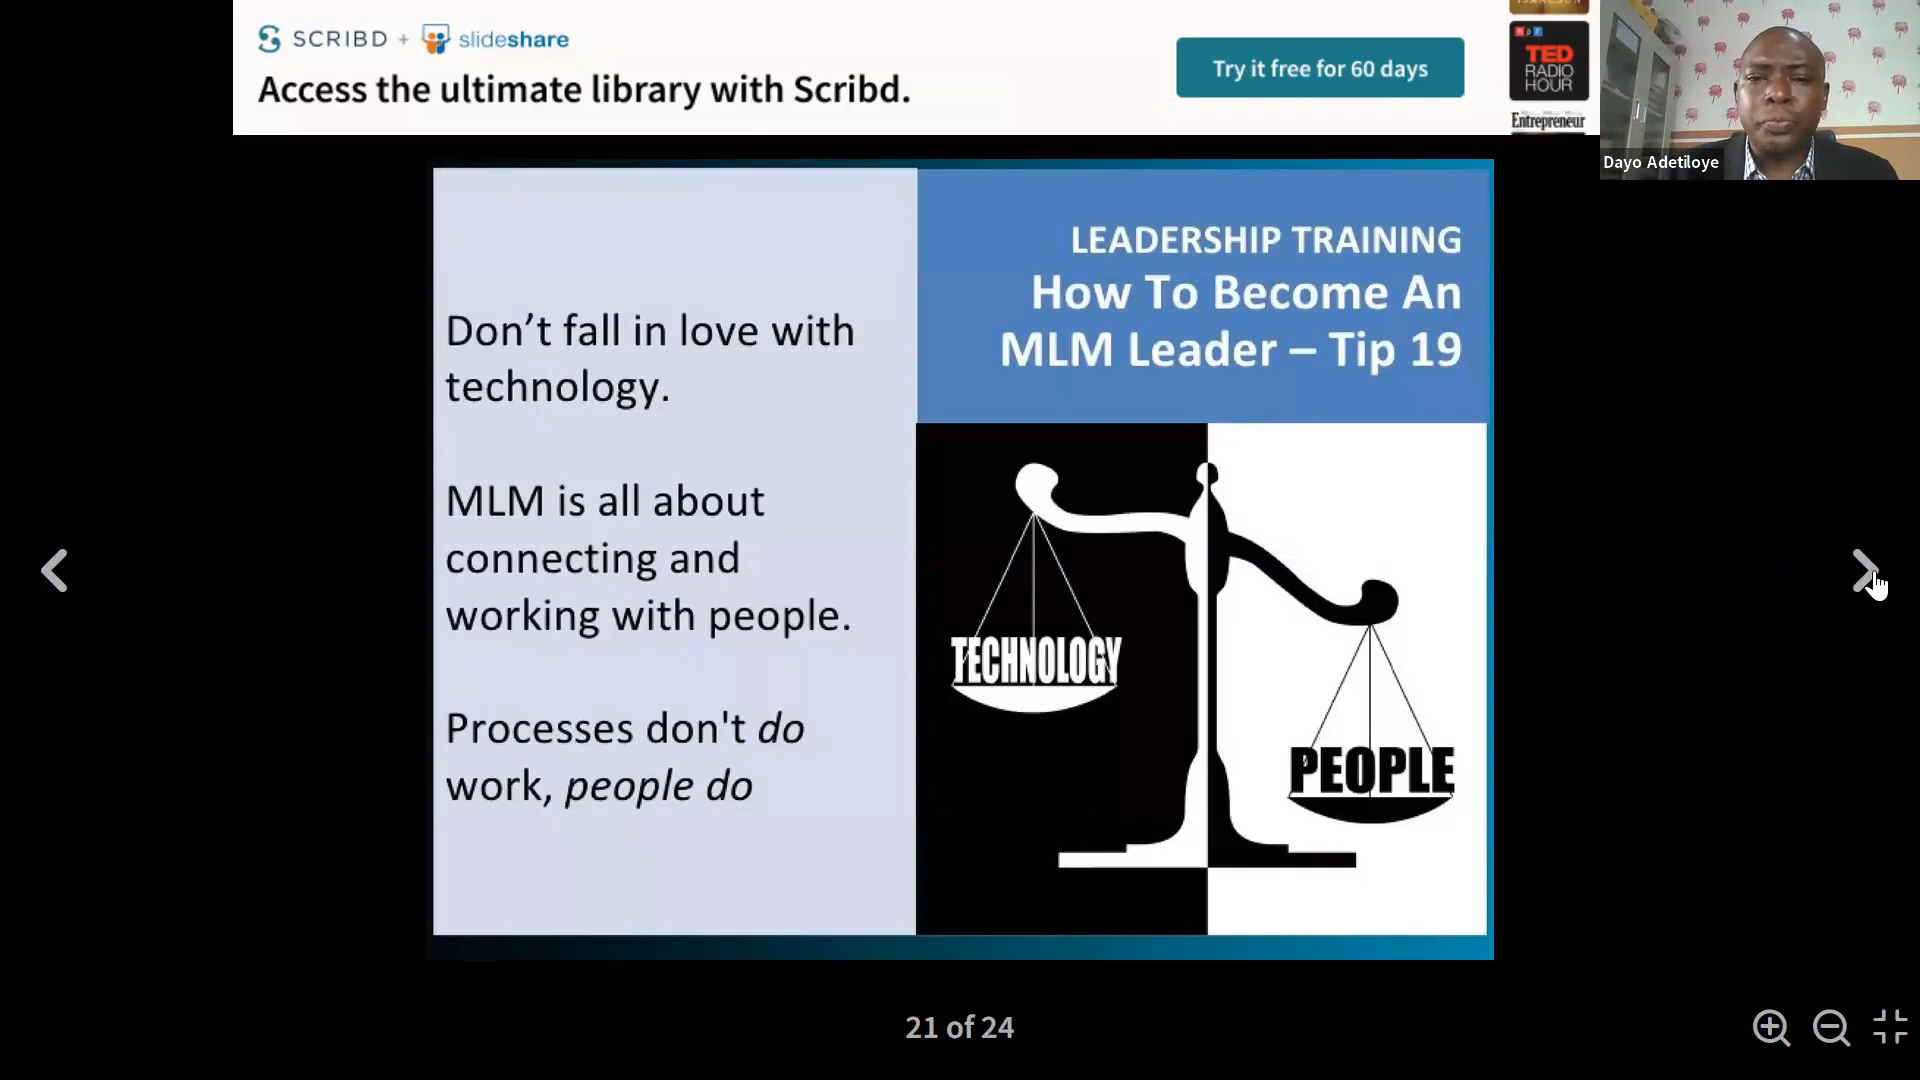 SCRIBD + slideshare
Access the ultimate library with Scribd.
Try it free for 60 days
TED
RADIO
HOUR
Entrepreneur
Dayo Adetiloye
Don’t fall in love with
technology.
MLM is all about
connecting and
working with people.
Processes don't do
work, people do
LEADERSHIP TRAINING
How To Become An
MLM Leader – Tip 19
TECHNOLOGY
PEOPLE
21 of 24